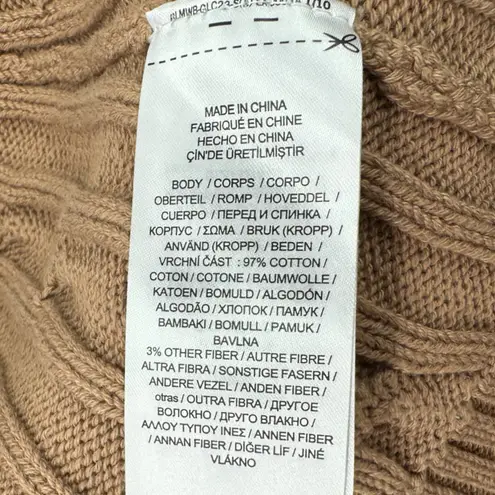 MADE IN CHINA
FABRIQUÉ EN CHINE
HECHO EN CHINA
ÇİN'DE ÜRETİLMİŞTİR
BODY / CORPS / CORPO /
OBERTEIL / ROMP / HOVEDDEL /
CUERPO / ПЕРЕД И СПИНКА /
КОРПУС / ΣΩΜΑ / BRUK (KROPP) /
ANVÄND (KROPP) / BEDEN /
VRCHNÍ ČÁST : 97% COTTON /
COTON / COTONE / BAUMWOLLE /
KATOEN / BOMULD / ALGODÓN /
ALGODÃO / ХЛОПОК / ПАМУК /
BAMBAKI / BOMULL / PAMUK /
BAVLNA
3% OTHER FIBER / AUTRE FIBRE /
ALTRA FIBRA / SONSTIGE FASERN /
ANDERE VEZEL / ANDEN FIBER /
otras / OUTRA FIBRA / ДРУГОЕ
ВОЛОКНО / ДРУГО ВЛАКНО /
ΑΛΛΟΥ ΤΥΠΟΥ ΙΝΕΣ / ANNEN FIBER
/ ANNAN FIBER / DİĞER LİF / JINÉ
VLÁKNO